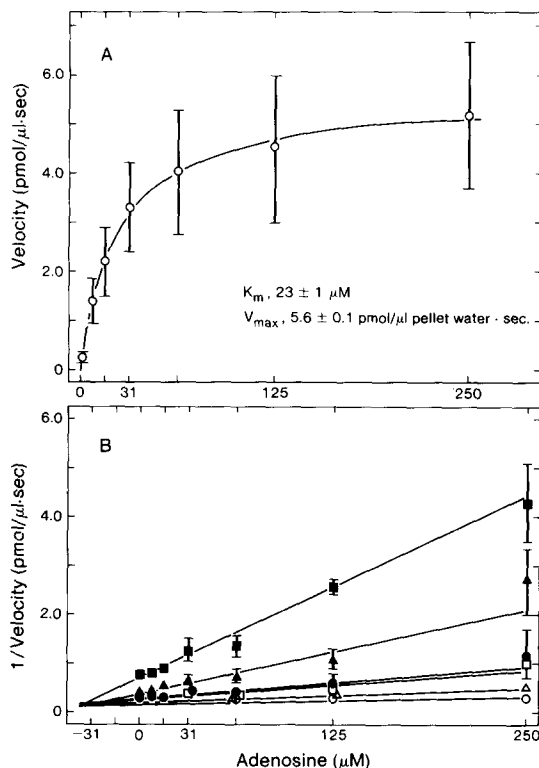 A
6.0
4.0
2.0
0
Velocity (pmol/µl·sec)
Km, 23 ± 1 µM
Vmax, 5.6 ± 0.1 pmol/µl pellet water · sec.
0 31 125 250
B
6.0
4.0
2.0
0
1/Velocity (pmol/µl·sec)
−31 0 31 125 250
Adenosine (µM)